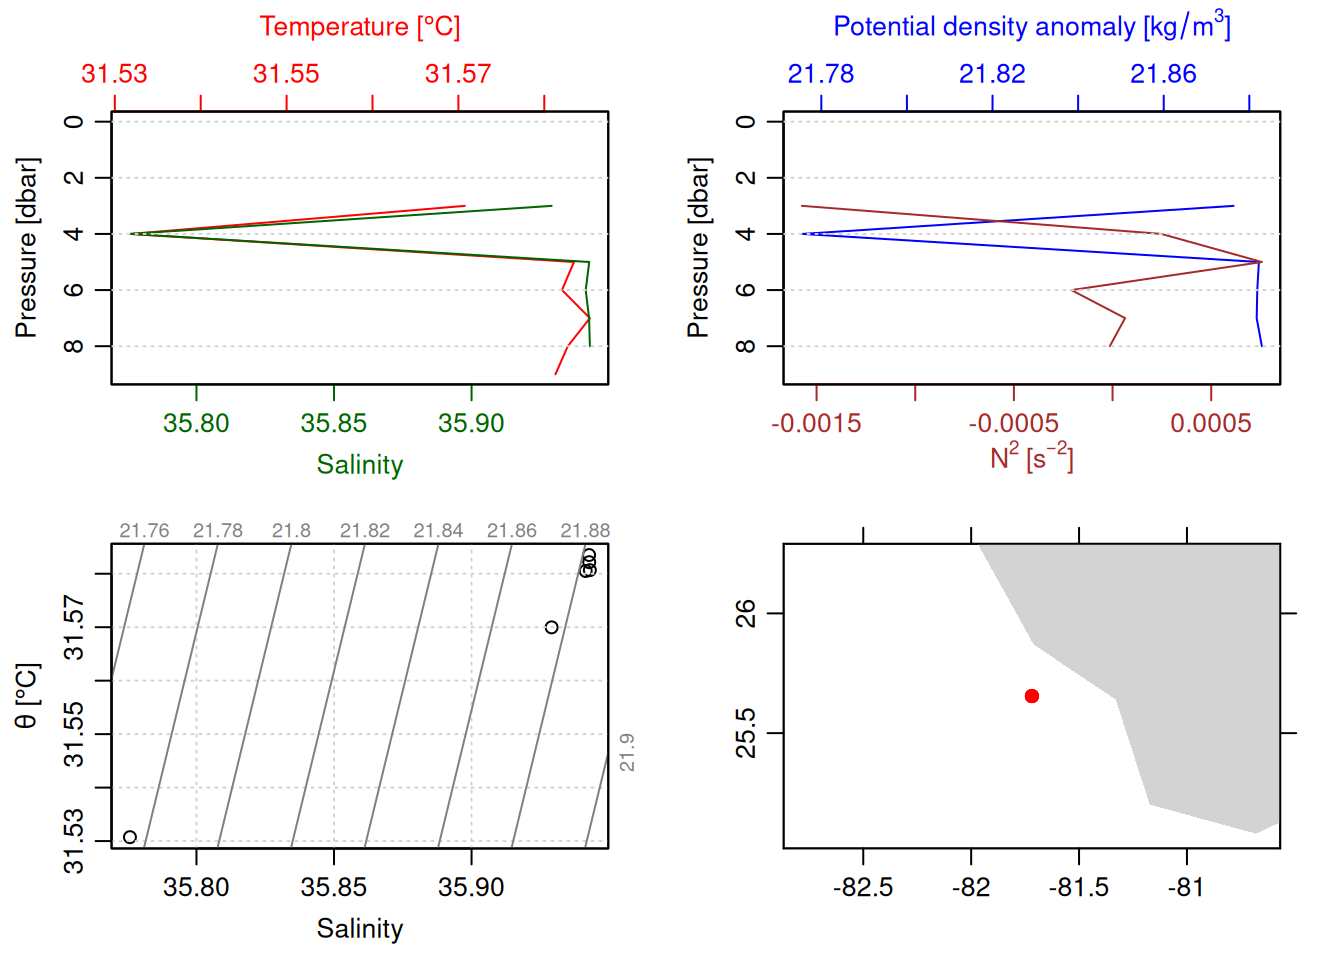 Temperature [°C]
31.53 31.55 31.57
0
2
4
6
8
Pressure [dbar]
35.80 35.85 35.90
Salinity
Potential density anomaly [kg/m³]
21.78 21.82 21.86
0
2
4
6
8
Pressure [dbar]
-0.0015 -0.0005 0.0005
N² [s⁻²]
21.76 21.78 21.8 21.82 21.84 21.86 21.88
21.9
31.57
31.55
31.53
θ [°C]
35.80 35.85 35.90
Salinity
26
25.5
-82.5 -82 -81.5 -81